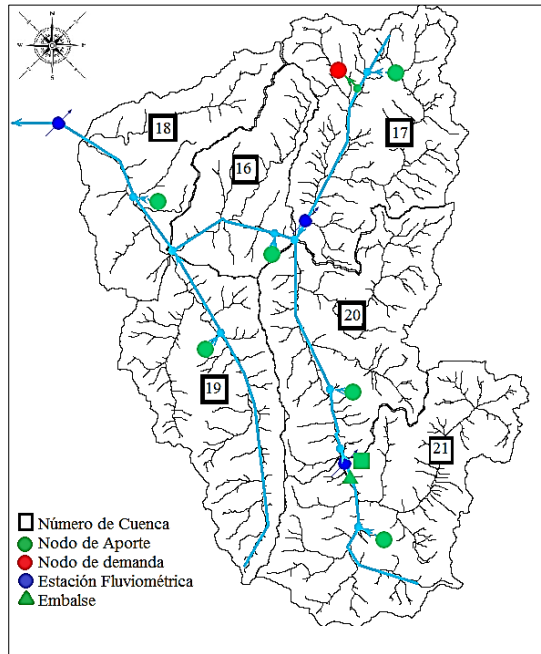 N
W
E
S
18
17
16
20
19
21
Número de Cuenca
Nodo de Aporte
Nodo de demanda
Estación Fluviométrica
Embalse